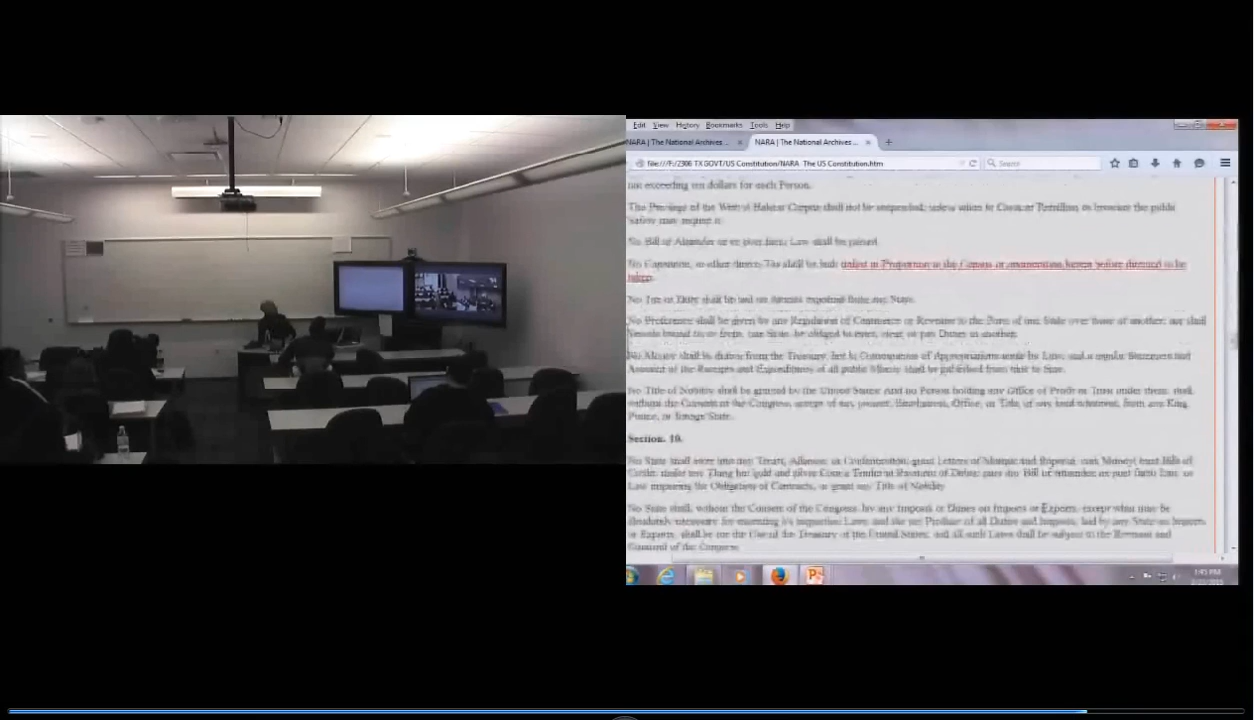 Edit View History Bookmarks Tools Help
NARA | The National Archives ... × NARA | The National Archives ... × +
file:///F:/2306 TX GOVT/US Constitution/NARA The US Constitution.htm Search
not exceeding ten dollars for each Person.
The Privilege of the Writ of Habeas Corpus shall not be suspended, unless when in Cases of Rebellion or Invasion the public
Safety may require it.
No Bill of Attainder or ex post facto Law shall be passed.
No Capitation, or other direct, Tax shall be laid, unless in Proportion to the Census or enumeration herein before directed to be
taken.
No Tax or Duty shall be laid on Articles exported from any State.
No Preference shall be given by any Regulation of Commerce or Revenue to the Ports of one State over those of another: nor shall
Vessels bound to, or from, one State, be obliged to enter, clear, or pay Duties in another.
No Money shall be drawn from the Treasury, but in Consequence of Appropriations made by Law; and a regular Statement and
Account of the Receipts and Expenditures of all public Money shall be published from time to time.
No Title of Nobility shall be granted by the United States: And no Person holding any Office of Profit or Trust under them, shall,
without the Consent of the Congress, accept of any present, Emolument, Office, or Title, of any kind whatever, from any King,
Prince, or foreign State.
Section. 10.
No State shall enter into any Treaty, Alliance, or Confederation; grant Letters of Marque and Reprisal; coin Money; emit Bills of
Credit; make any Thing but gold and silver Coin a Tender in Payment of Debts; pass any Bill of Attainder, ex post facto Law, or
Law impairing the Obligation of Contracts, or grant any Title of Nobility.
No State shall, without the Consent of the Congress, lay any Imposts or Duties on Imports or Exports, except what may be
absolutely necessary for executing it's inspection Laws: and the net Produce of all Duties and Imposts, laid by any State on Imports
or Exports, shall be for the Use of the Treasury of the United States; and all such Laws shall be subject to the Revision and
Controul of the Congress.
1:45 PM